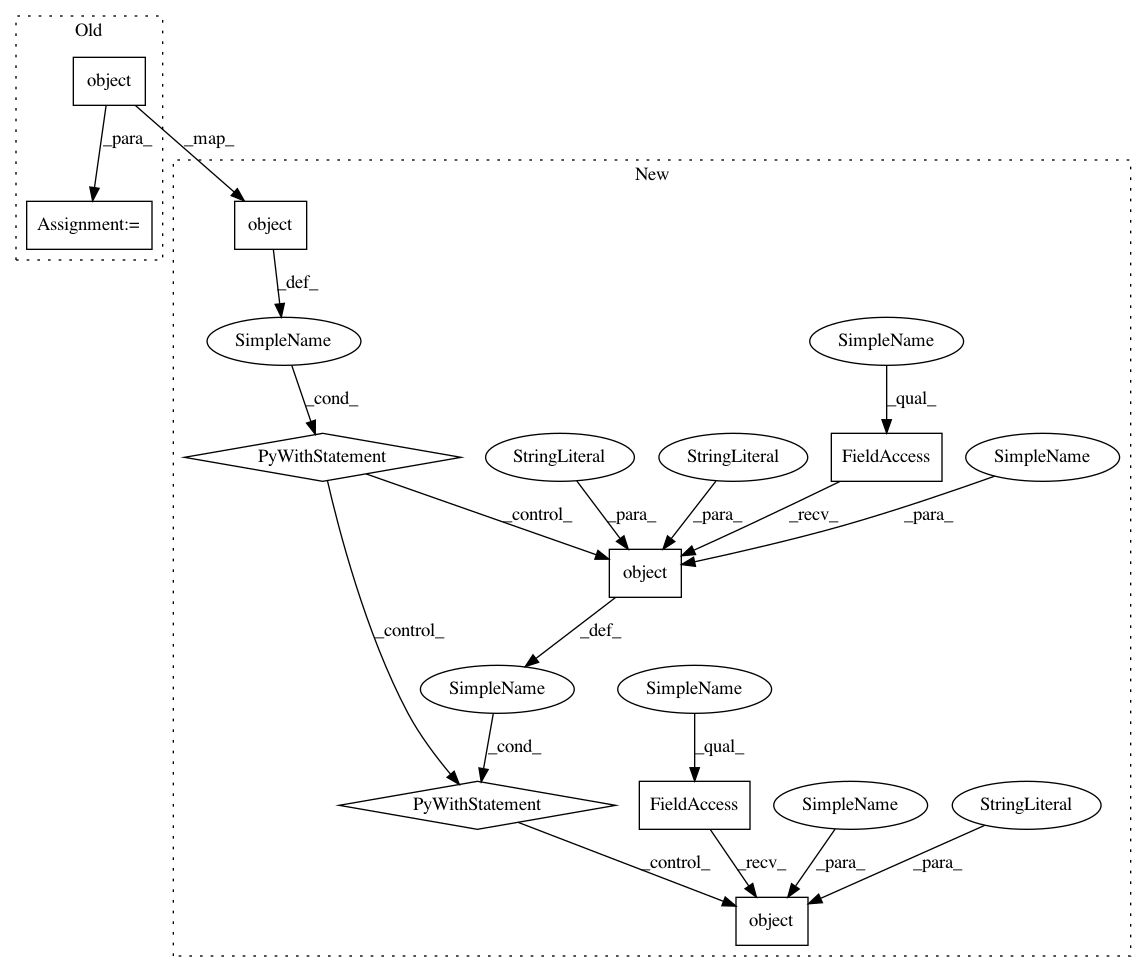 Old
object
_para_
_map_
New
Assignment:=
object
_def_
SimpleName
SimpleName
_cond_
_qual_
PyWithStatement
StringLiteral
StringLiteral
FieldAccess
SimpleName
_control_
_para_
_para_
_recv_
_para_
object
_control_
_def_
SimpleName
SimpleName
_cond_
_qual_
PyWithStatement
FieldAccess
SimpleName
StringLiteral
_control_
_recv_
_para_
_para_
object